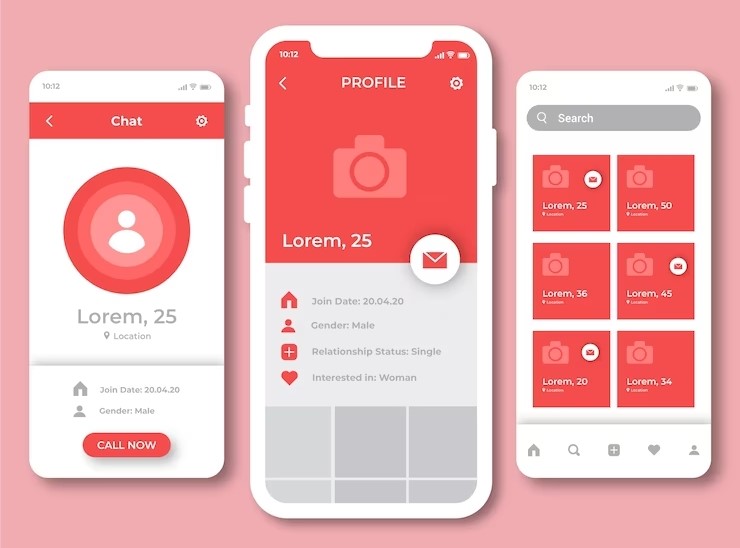 10:12
Chat
Lorem, 25
Location
Join Date: 20.04.20
Gender: Male
CALL NOW
10:12
PROFILE
Lorem, 25
Join Date: 20.04.20
Gender: Male
Relationship Status: Single
Interested in: Woman
10:12
Search
Lorem, 25
Location
Lorem, 50
Location
Lorem, 36
Location
Lorem, 45
Location
Lorem, 20
Location
Lorem, 34
Location